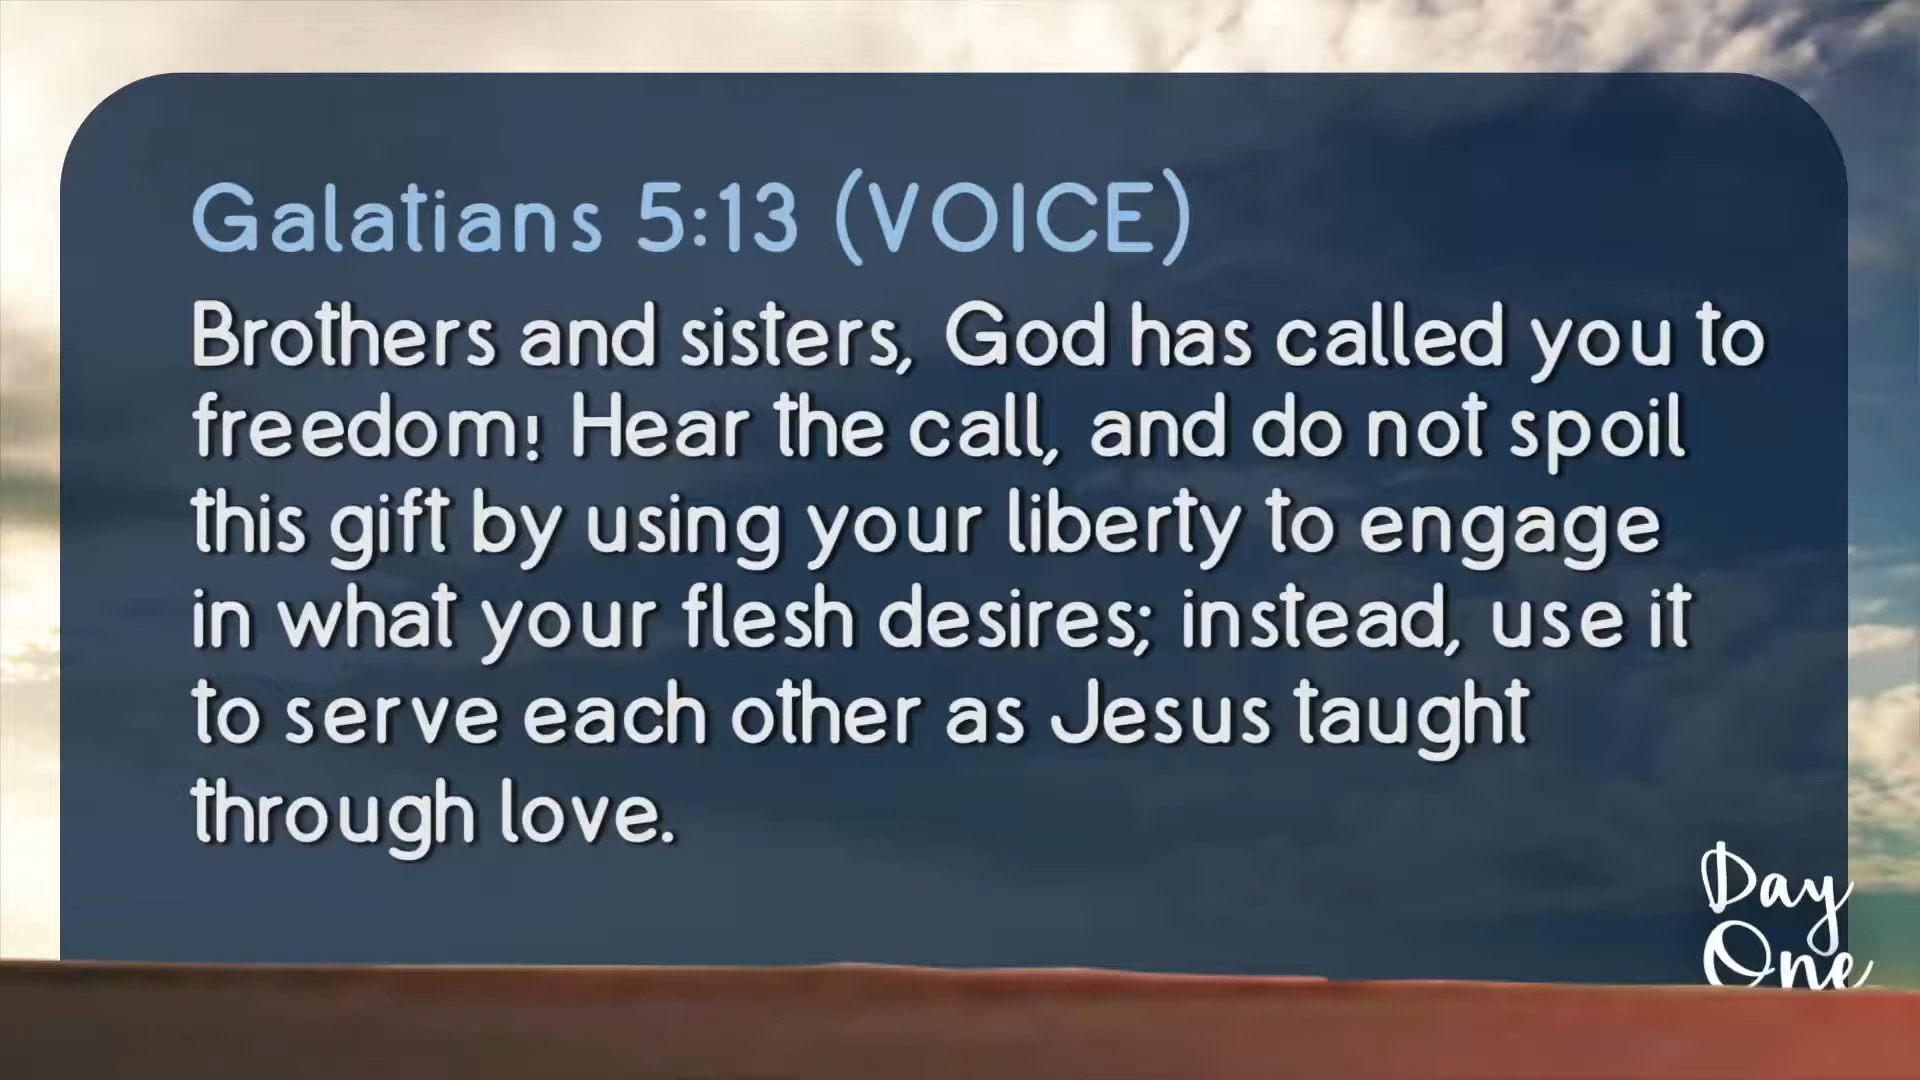 Galatians 5:13 (VOICE)
Brothers and sisters, God has called you to
freedom! Hear the call, and do not spoil
this gift by using your liberty to engage
in what your flesh desires; instead, use it
to serve each other as Jesus taught
through love.
Day
One